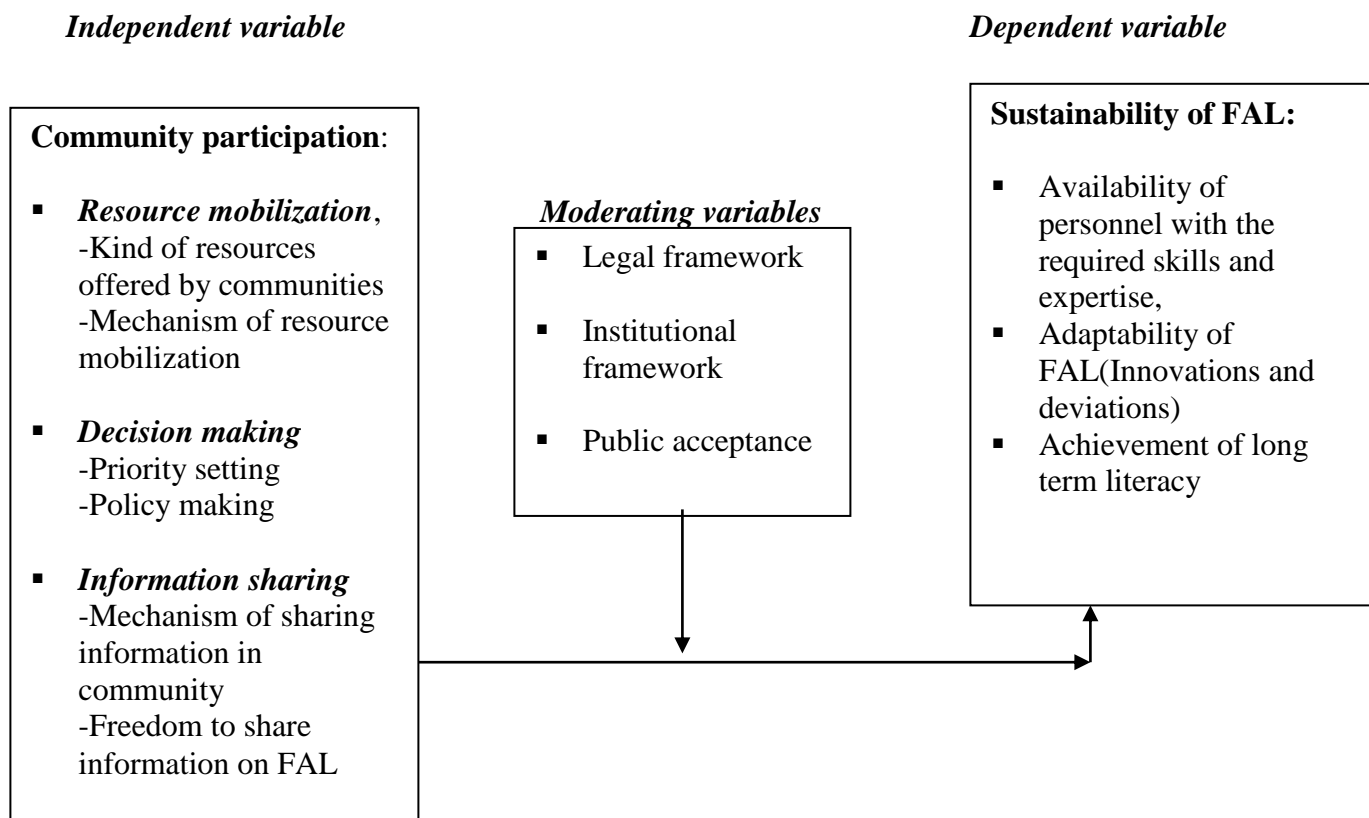 Independent variable
Dependent variable
Community participation:
▪ Resource mobilization,
-Kind of resources
offered by communities
-Mechanism of resource
mobilization
▪ Decision making
-Priority setting
-Policy making
▪ Information sharing
-Mechanism of sharing
information in
community
-Freedom to share
information on FAL
Moderating variables
▪ Legal framework
▪ Institutional
framework
▪ Public acceptance
Sustainability of FAL:
▪ Availability of
personnel with the
required skills and
expertise,
▪ Adaptability of
FAL(Innovations and
deviations)
▪ Achievement of long
term literacy